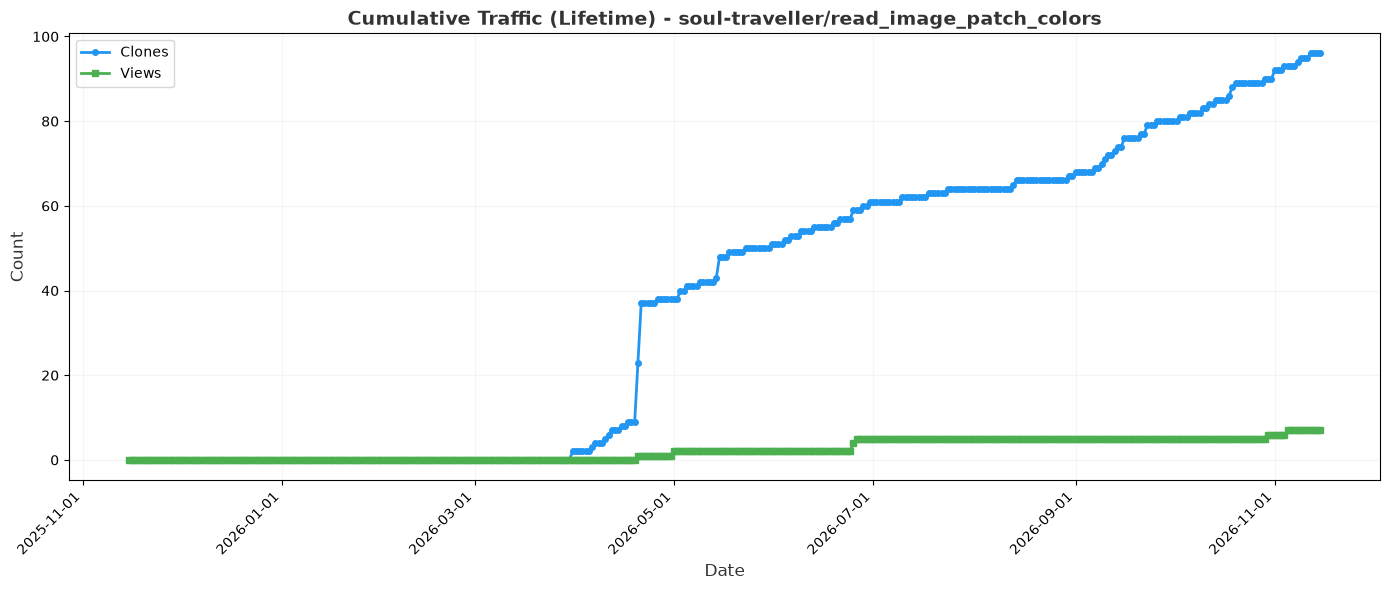 Cumulative Traffic (Lifetime) - soul-traveller/read_image_patch_colors
Clones
Views
Count
100
80
60
40
20
0
2025-11-01
2026-01-01
2026-03-01
2026-05-01
2026-07-01
2026-09-01
2026-11-01
Date